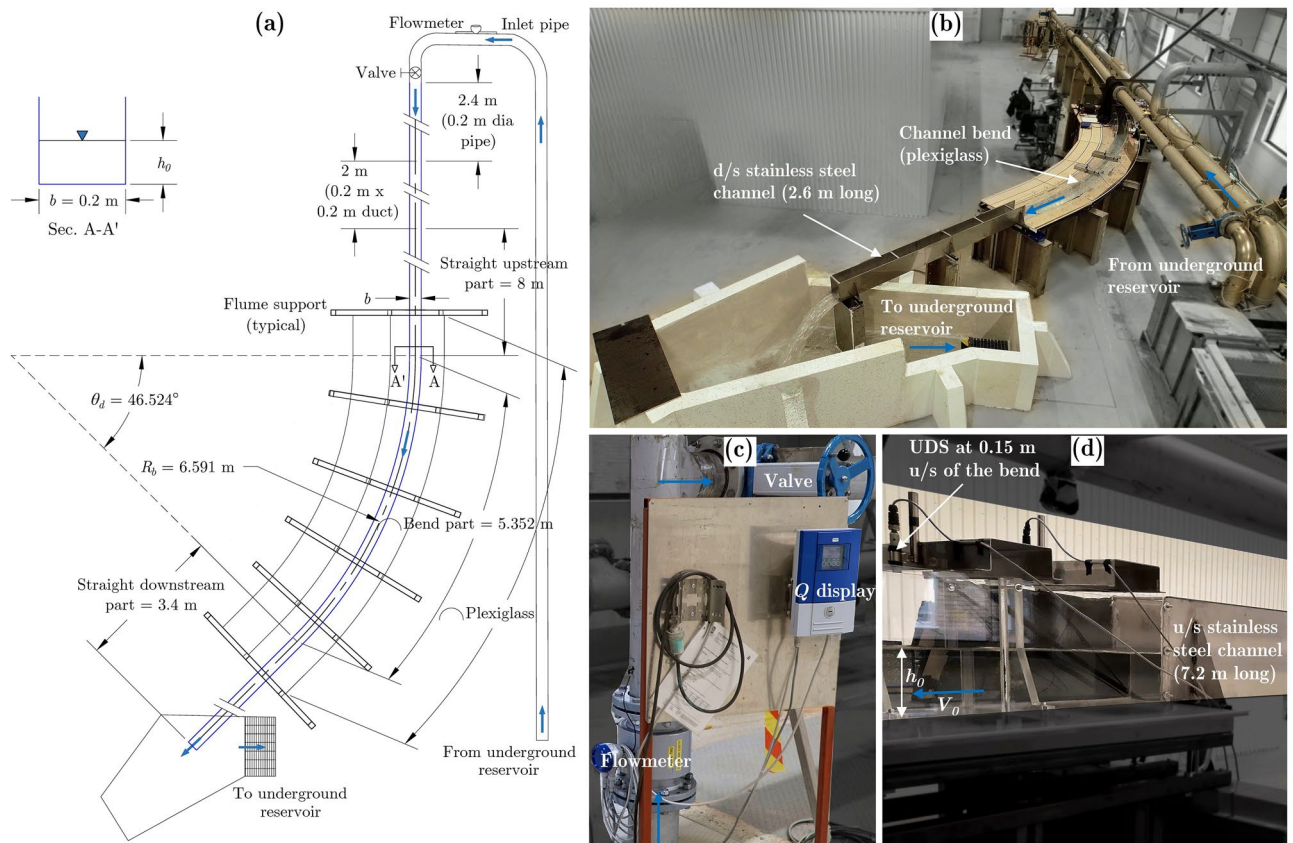 (a)
Flowmeter
Inlet pipe
Valve
2.4 m
(0.2 m dia
pipe)
2 m
(0.2 m x
0.2 m duct)
h₀
b = 0.2 m
Sec. A-A'
Straight upstream
part = 8 m
b
Flume support
(typical)
A'
A
θd = 46.524°
Rb = 6.591 m
Bend part = 5.352 m
Straight downstream
part = 3.4 m
Plexiglass
From underground
reservoir
To underground
reservoir
(b)
Channel bend
(plexiglass)
d/s stainless steel
channel (2.6 m long)
From underground
reservoir
To underground
reservoir
(c)
Valve
Q display
Flowmeter
(d)
UDS at 0.15 m
u/s of the bend
u/s stainless
steel channel
(7.2 m long)
h₀
V₀